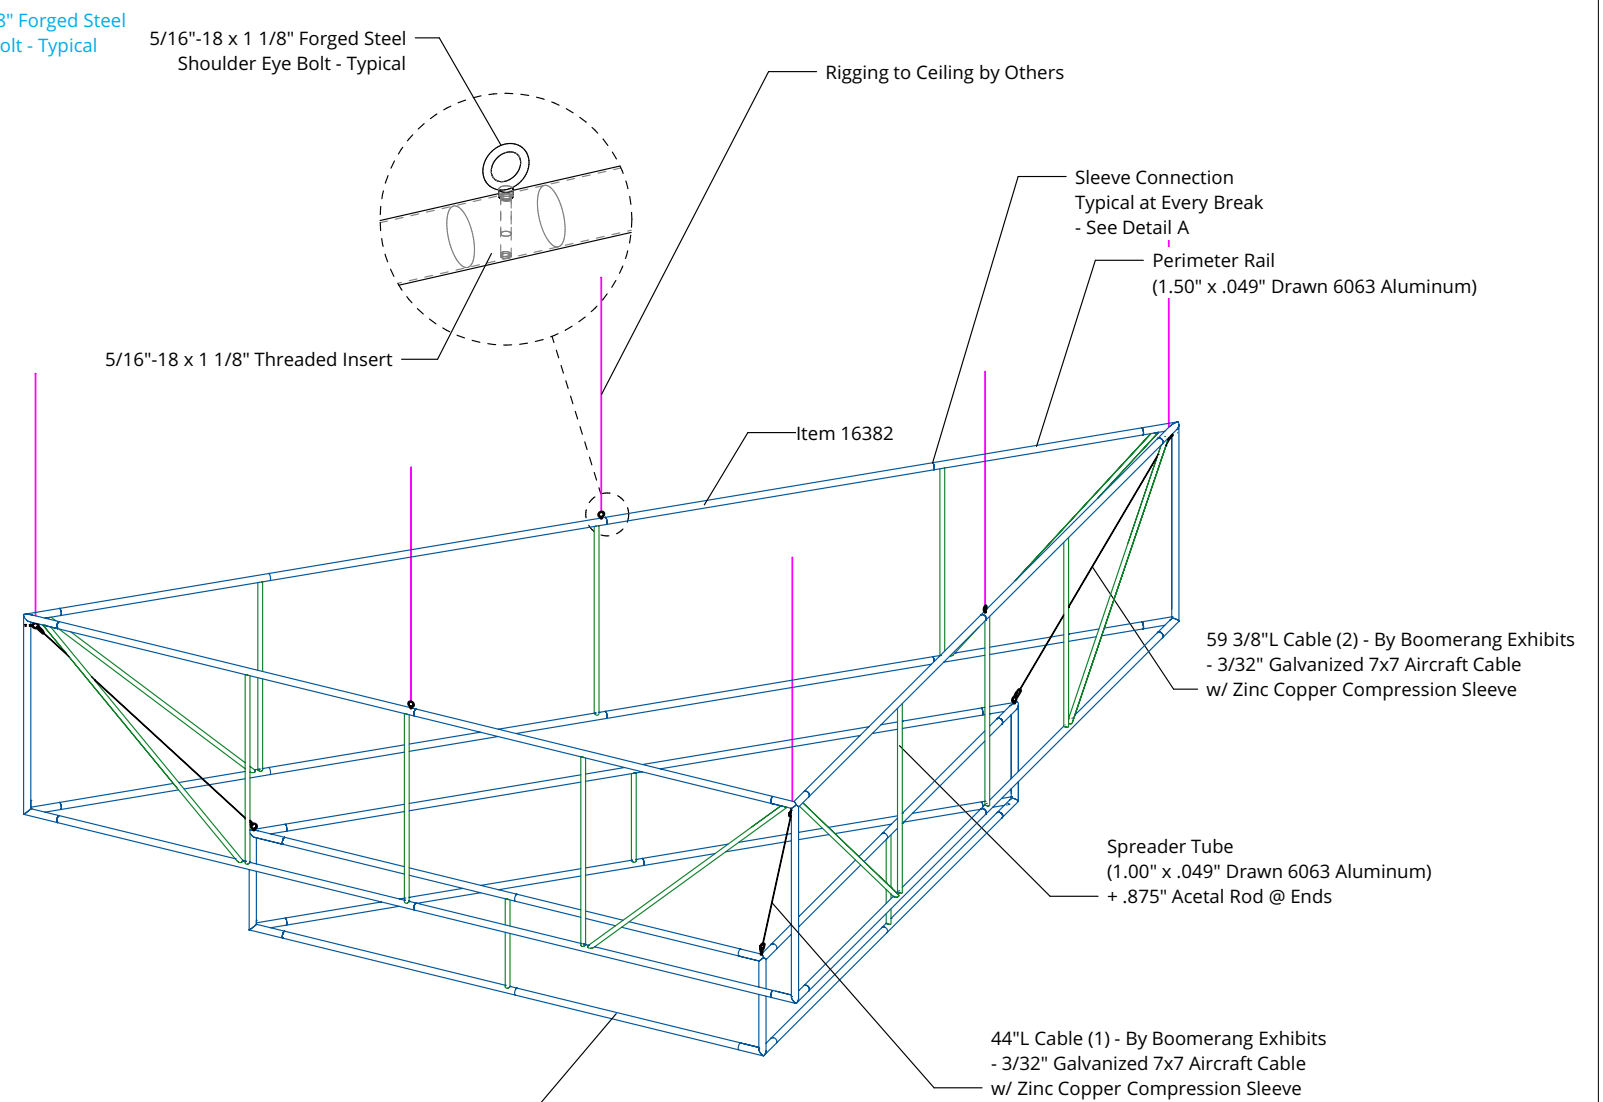 8" Forged Steel
olt - Typical
5/16"-18 x 1 1/8" Forged Steel
Shoulder Eye Bolt - Typical
Rigging to Ceiling by Others
Sleeve Connection
Typical at Every Break
- See Detail A
Perimeter Rail
(1.50" x .049" Drawn 6063 Aluminum)
5/16"-18 x 1 1/8" Threaded Insert
Item 16382
59 3/8"L Cable (2) - By Boomerang Exhibits
- 3/32" Galvanized 7x7 Aircraft Cable
w/ Zinc Copper Compression Sleeve
Spreader Tube
(1.00" x .049" Drawn 6063 Aluminum)
+ .875" Acetal Rod @ Ends
44"L Cable (1) - By Boomerang Exhibits
- 3/32" Galvanized 7x7 Aircraft Cable
w/ Zinc Copper Compression Sleeve